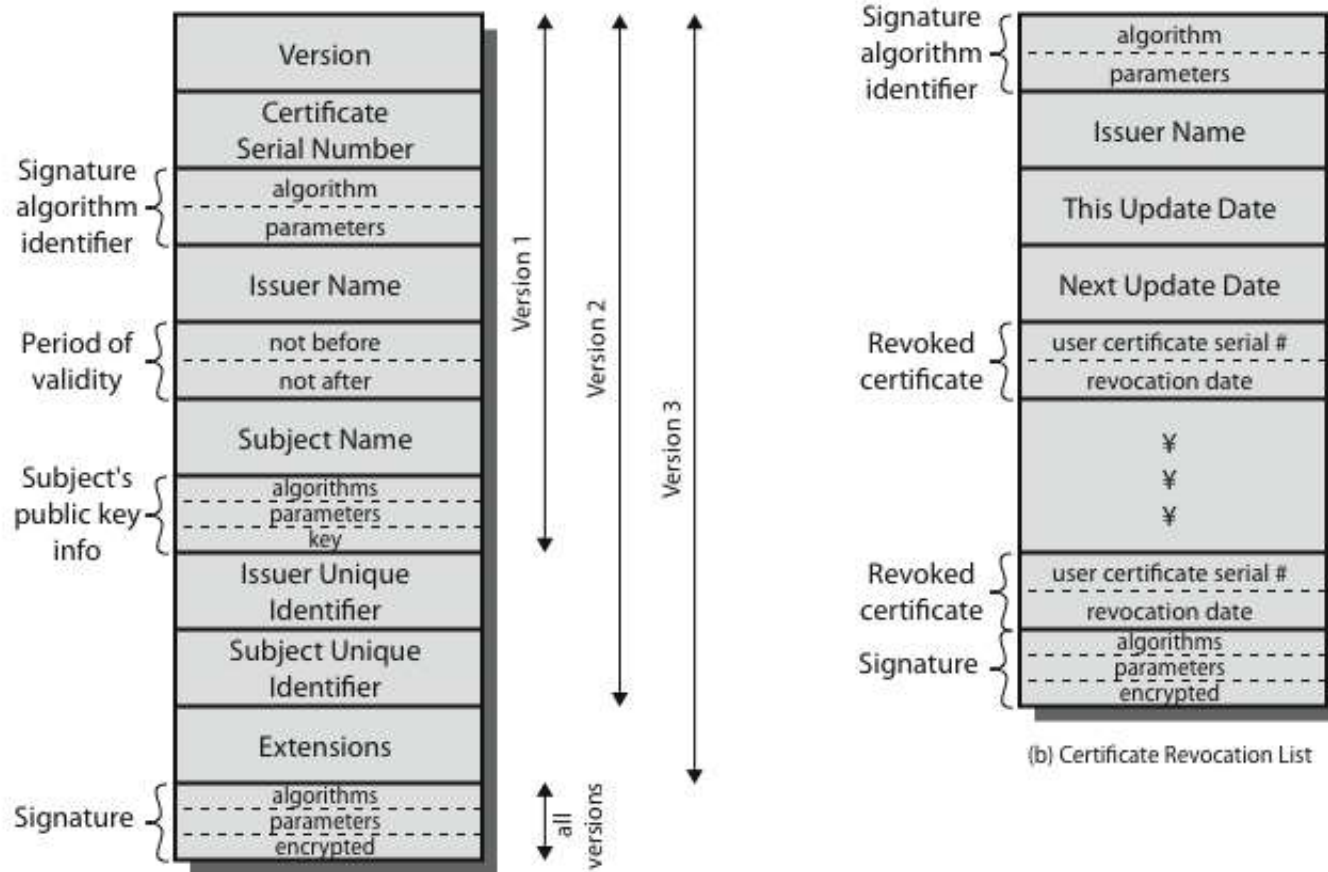 Version
Certificate
Serial Number
Signature
algorithm
identifier
algorithm
parameters
Issuer Name
Period of
validity
not before
not after
Subject Name
Subject's
public key
info
algorithms
parameters
key
Issuer Unique
Identifier
Subject Unique
Identifier
Extensions
Signature
algorithms
parameters
encrypted
Version 1
Version 2
Version 3
all
versions
Signature
algorithm
identifier
algorithm
parameters
Issuer Name
This Update Date
Next Update Date
Revoked
certificate
user certificate serial #
revocation date
¥
¥
¥
Revoked
certificate
user certificate serial #
revocation date
Signature
algorithms
parameters
encrypted
(b) Certificate Revocation List